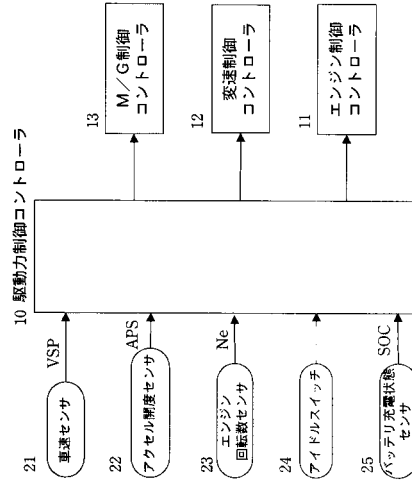 10 駆動力制御コントローラ
21
車速センサ
VSP
22
アクセル開度センサ
APS
23
エンジン
回転数センサ
Ne
24
アイドルスイッチ
25
バッテリ充電状態
センサ
SOC
13
M/G制御
コントローラ
12
変速制御
コントローラ
11
エンジン制御
コントローラ